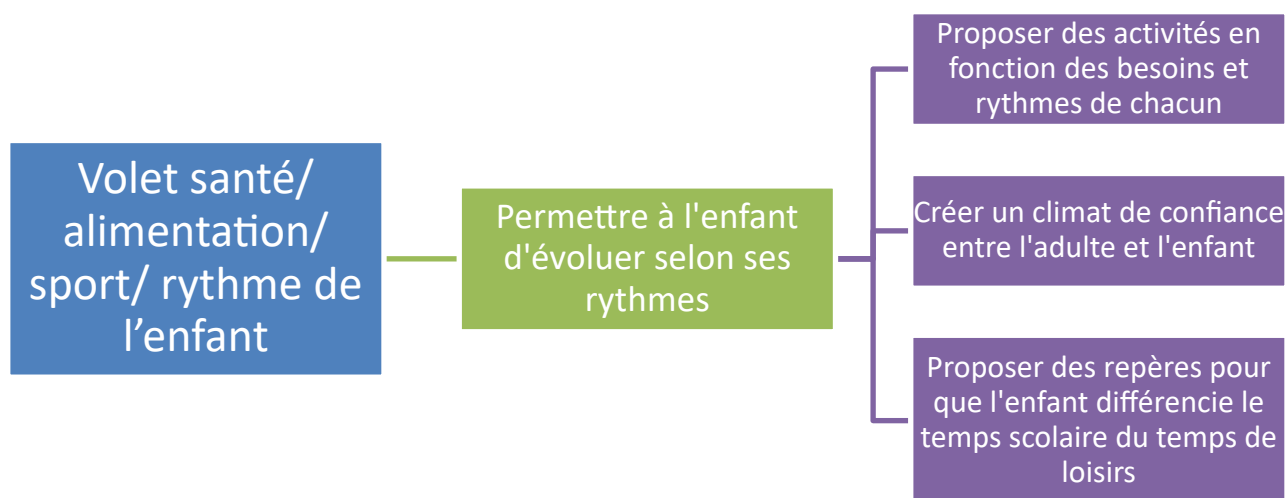 Volet santé/
alimentation/
sport/ rythme de
l’enfant
Permettre à l'enfant
d'évoluer selon ses
rythmes
Proposer des activités en
fonction des besoins et
rythmes de chacun
Créer un climat de confiance
entre l'adulte et l'enfant
Proposer des repères pour
que l'enfant différencie le
temps scolaire du temps de
loisirs